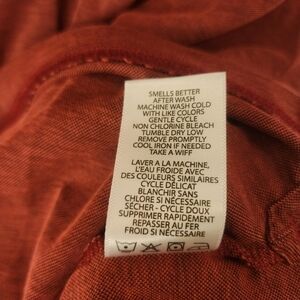 SMELLS BETTER
AFTER WASH
MACHINE WASH COLD
WITH LIKE COLORS
GENTLE CYCLE
NON CHLORINE BLEACH
TUMBLE DRY LOW
REMOVE PROMPTLY
COOL IRON IF NEEDED
TAKE A WIFF
LAVER A LA MACHINE,
L'EAU FROIDE AVEC
DES COULEURS SIMILAIRES
CYCLE DÉLICAT
BLANCHIR SANS
CHLORE SI NÉCESSAIRE
SÉCHER - CYCLE DOUX
SUPPRIMER RAPIDEMENT
REPASSER AU FER
FROID SI NÉCESSAIRE